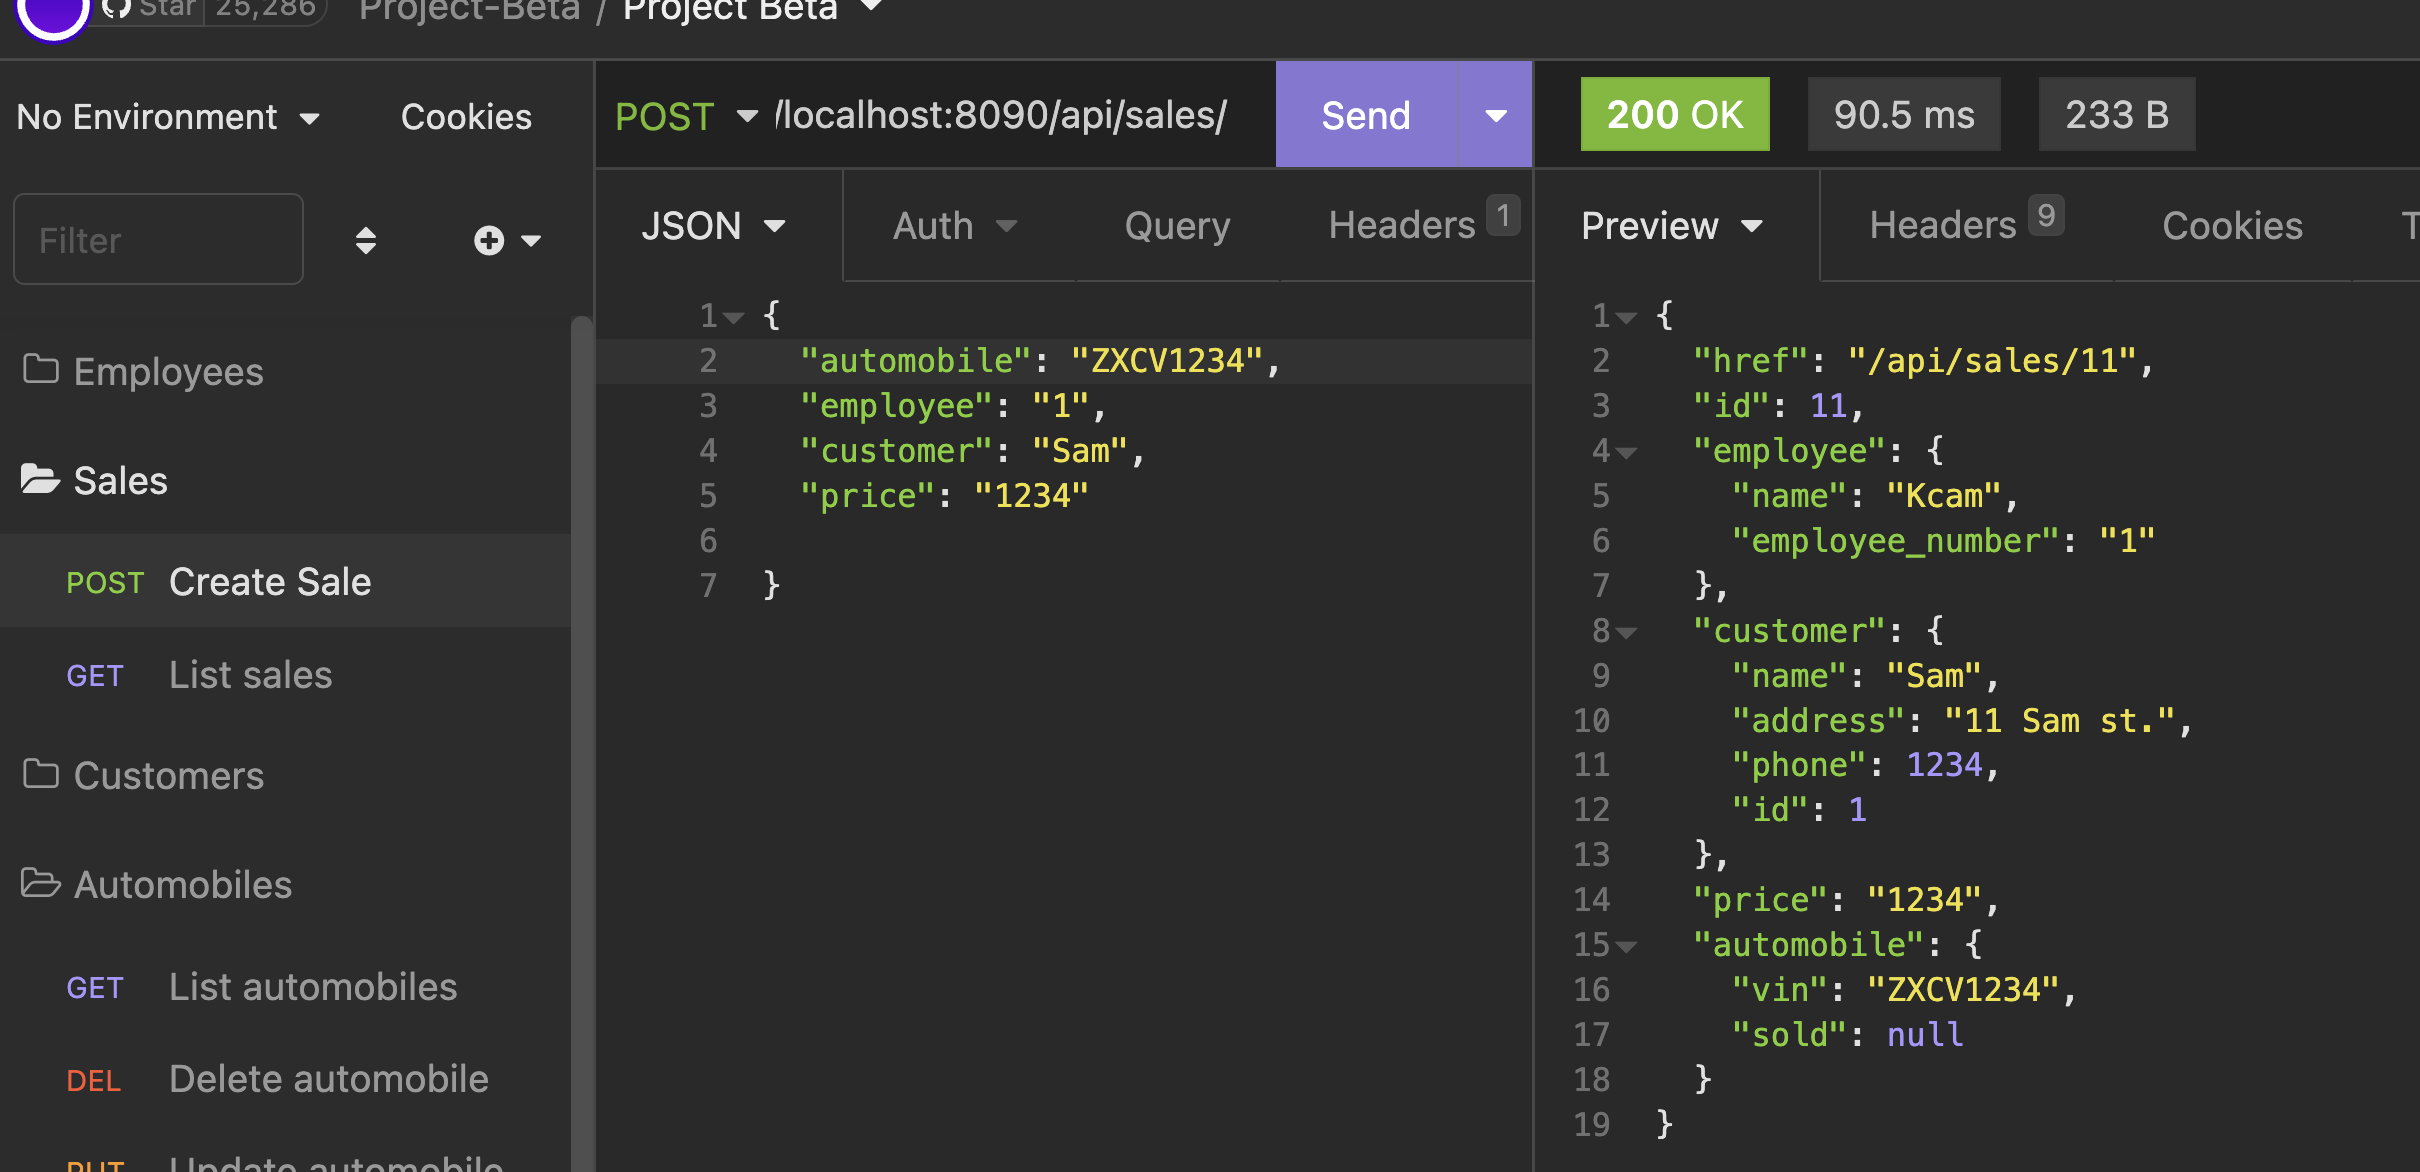 Star 25,286 Project-Beta / Project Beta
No Environment Cookies
Filter
Employees
Sales
POST Create Sale
GET List sales
Customers
Automobiles
GET List automobiles
DEL Delete automobile
PUT Update automobile
POST /localhost:8090/api/sales/ Send
JSON Auth Query Headers 1
1 {
2 "automobile": "ZXCV1234",
3 "employee": "1",
4 "customer": "Sam",
5 "price": "1234"
6
7 }
200 OK 90.5 ms 233 B
Preview Headers 9 Cookies T
1 {
2 "href": "/api/sales/11",
3 "id": 11,
4 "employee": {
5 "name": "Kcam",
6 "employee_number": "1"
7 },
8 "customer": {
9 "name": "Sam",
10 "address": "11 Sam st.",
11 "phone": 1234,
12 "id": 1
13 },
14 "price": "1234",
15 "automobile": {
16 "vin": "ZXCV1234",
17 "sold": null
18 }
19 }